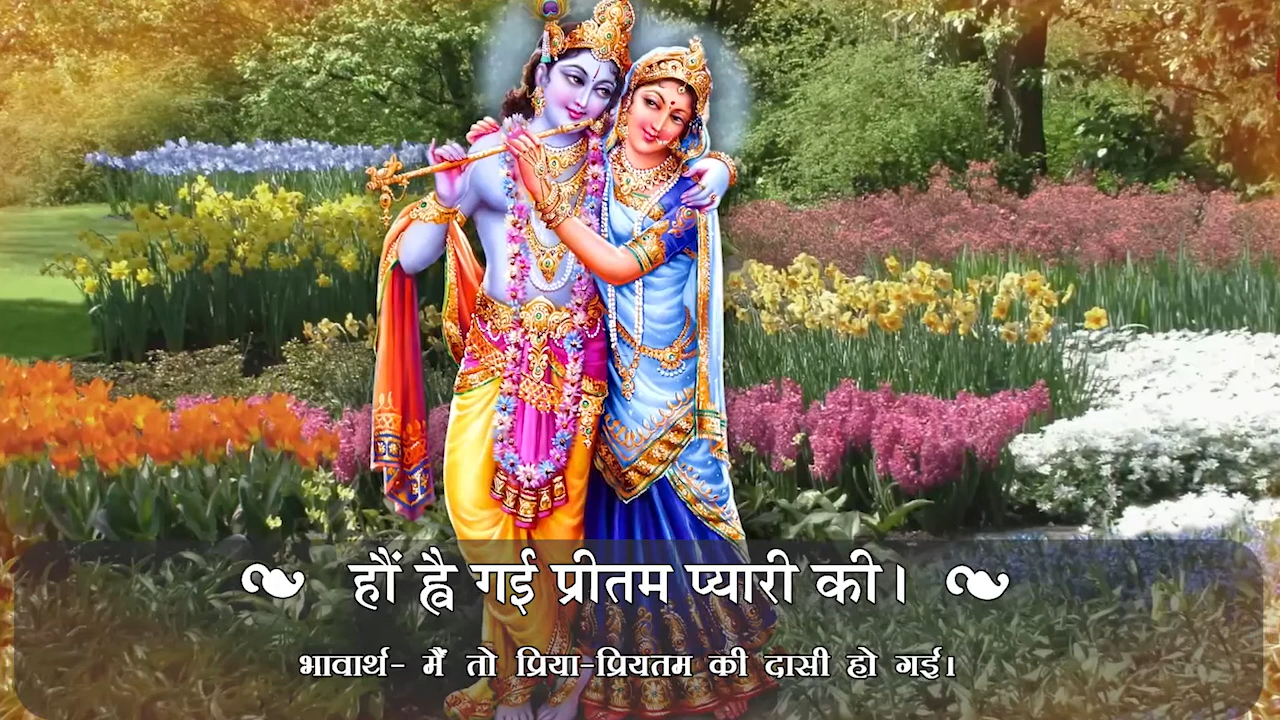 हौं ह्वै गई प्रीतम प्यारी की।
भावार्थ- मैं तो प्रिया-प्रियतम की दासी हो गई।